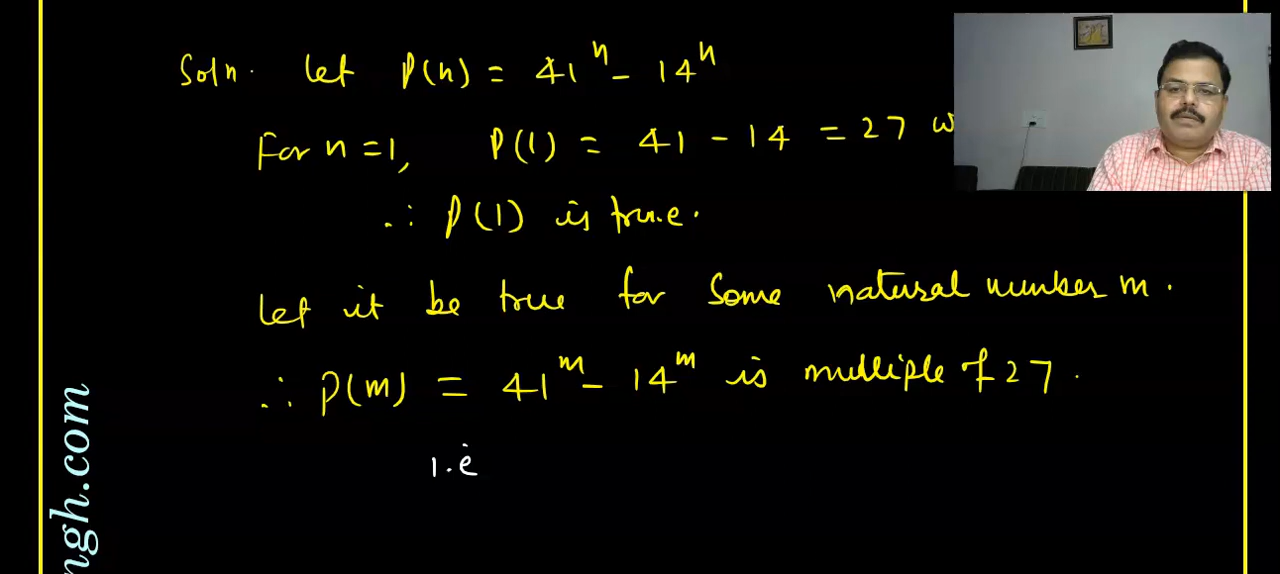 Soln. Let P(n) = 41ⁿ - 14ⁿ
For n=1, P(1) = 41 - 14 = 27
∴ P(1) is true.
Let it be true for some natural number m.
∴ P(m) = 41ᵐ - 14ᵐ is multiple of 27.
i.e
ngh.com